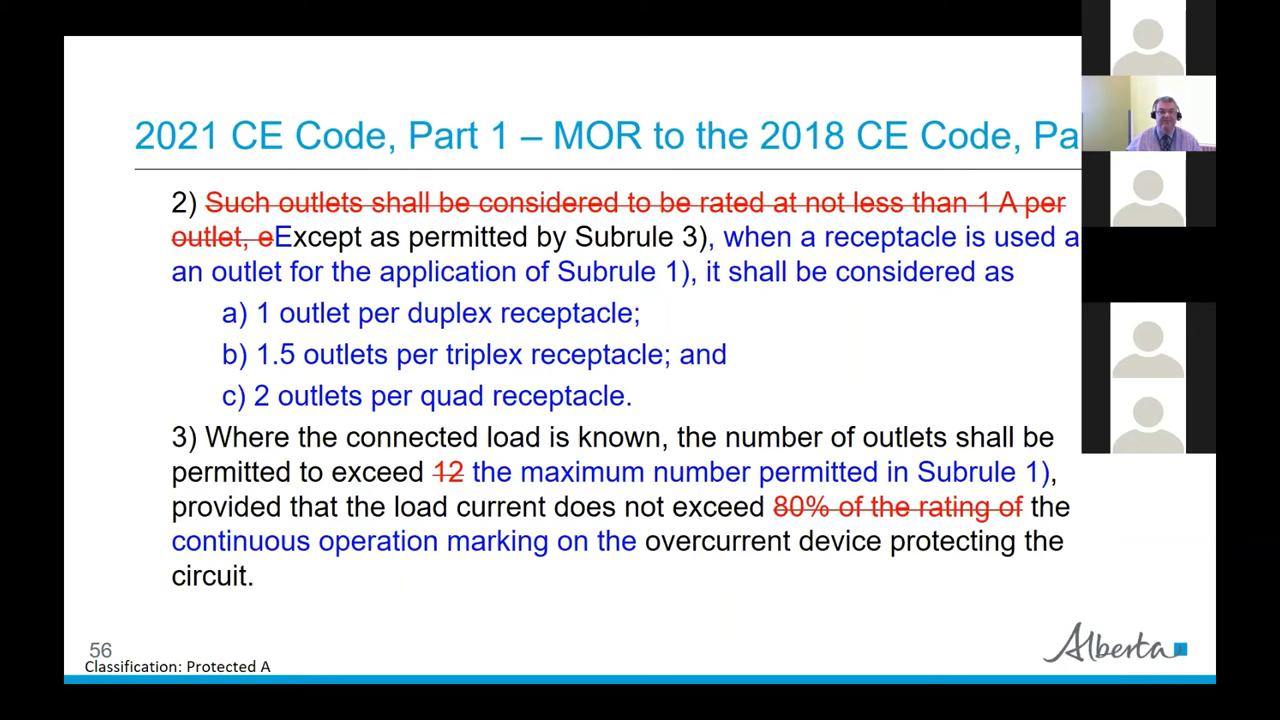 2021 CE Code, Part 1 – MOR to the 2018 CE Code, Pa
2) Such outlets shall be considered to be rated at not less than 1 A per
outlet, eExcept as permitted by Subrule 3), when a receptacle is used a
an outlet for the application of Subrule 1), it shall be considered as
a) 1 outlet per duplex receptacle;
b) 1.5 outlets per triplex receptacle; and
c) 2 outlets per quad receptacle.
3) Where the connected load is known, the number of outlets shall be
permitted to exceed 12 the maximum number permitted in Subrule 1),
provided that the load current does not exceed 80% of the rating of the
continuous operation marking on the overcurrent device protecting the
circuit.
56
Classification: Protected A
Alberta